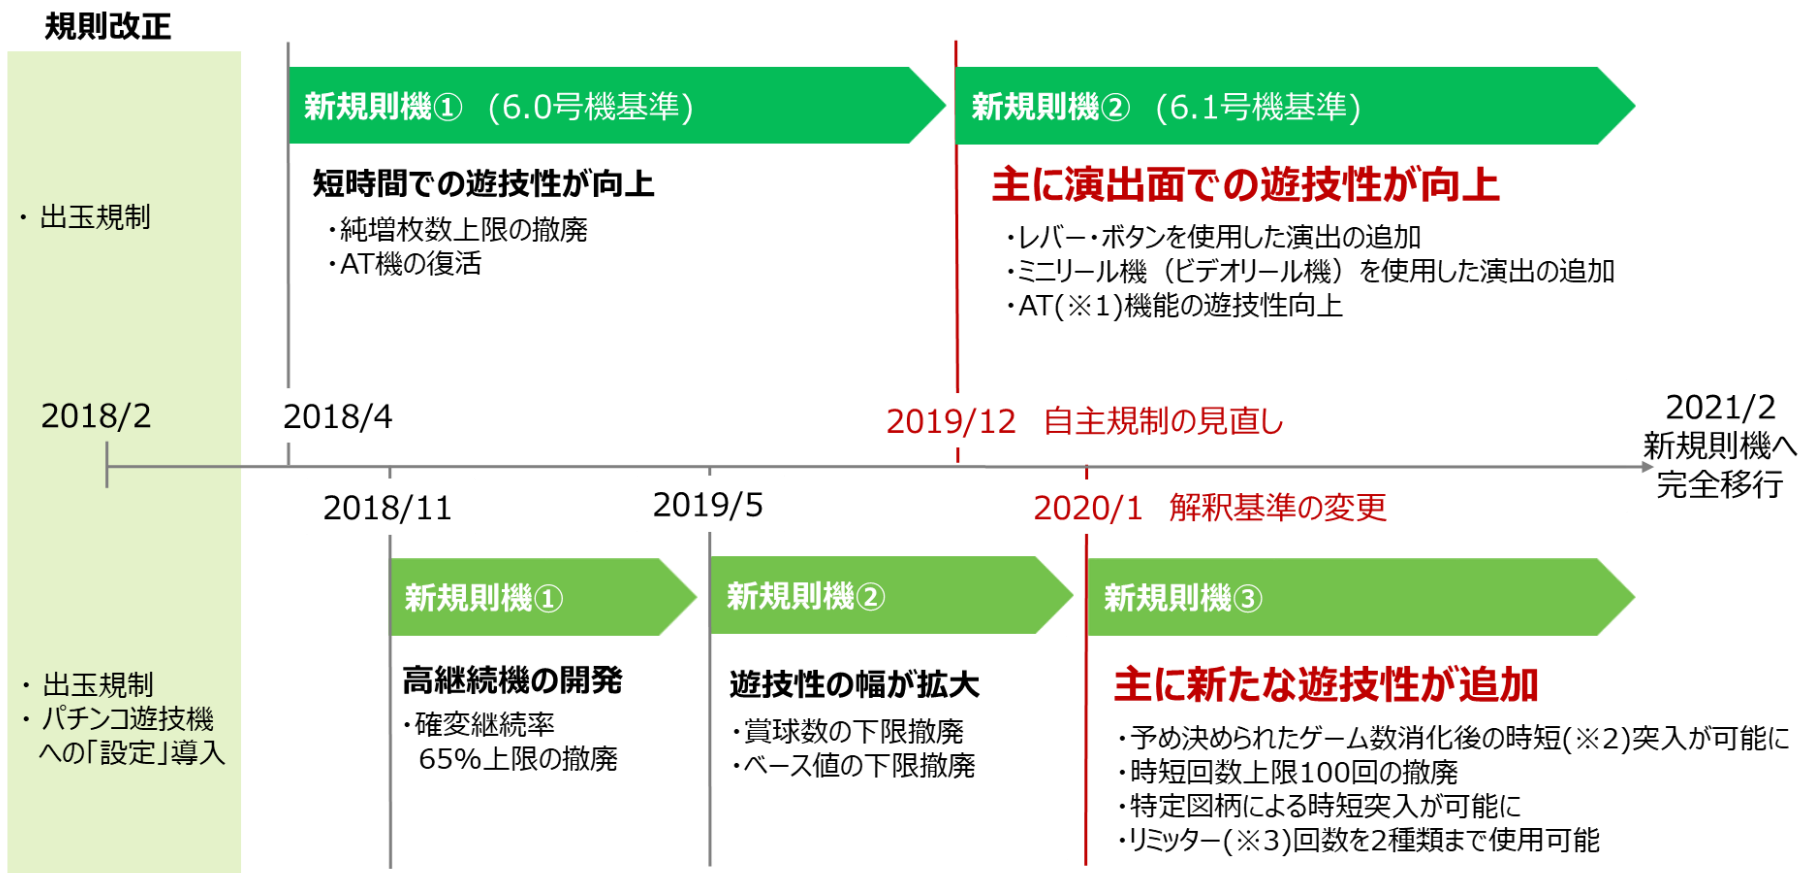 規則改正
新規則機① (6.0号機基準)
新規則機② (6.1号機基準)
短時間での遊技性が向上
・純増枚数上限の撤廃
・AT機の復活
主に演出面での遊技性が向上
・レバー・ボタンを使用した演出の追加
・ミニリール機（ビデオリール機）を使用した演出の追加
・AT(※1)機能の遊技性向上
・出玉規制
2018/2
2018/4
2019/12 自主規制の見直し
2021/2
新規則機へ
完全移行
2018/11
2019/5
2020/1 解釈基準の変更
新規則機①
新規則機②
新規則機③
高継続機の開発
・確変継続率
65%上限の撤廃
遊技性の幅が拡大
・賞球数の下限撤廃
・ベース値の下限撤廃
主に新たな遊技性が追加
・予め決められたゲーム数消化後の時短(※2)突入が可能に
・時短回数上限100回の撤廃
・特定図柄による時短突入が可能に
・リミッター(※3)回数を2種類まで使用可能
・出玉規制
・パチンコ遊技機
への「設定」導入